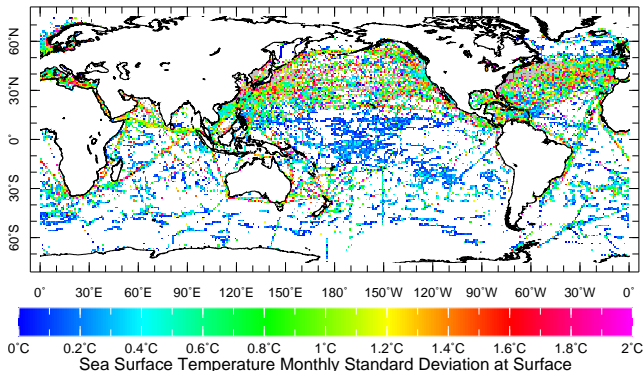 60°N
30°N
0°
30°S
60°S
0° 30°E 60°E 90°E 120°E 150°E 180° 150°W 120°W 90°W 60°W 30°W 0°
0°C 0.2°C 0.4°C 0.6°C 0.8°C 1°C 1.2°C 1.4°C 1.6°C 1.8°C 2°C
Sea Surface Temperature Monthly Standard Deviation at Surface